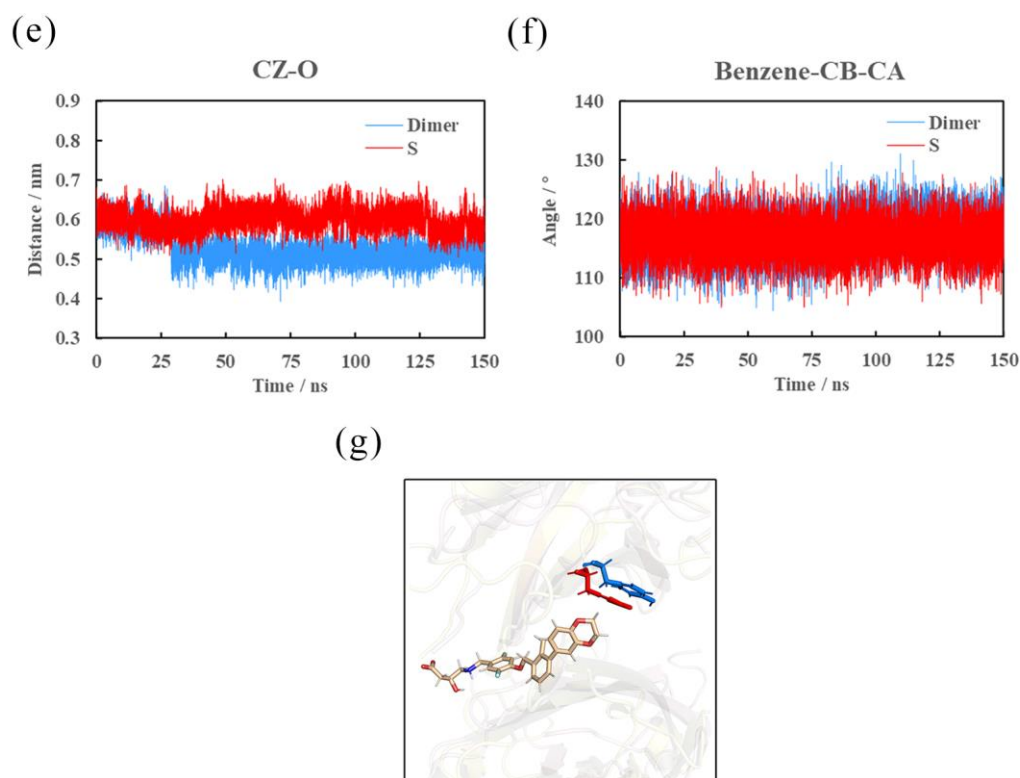 (e)
CZ-O
Distance / nm
0.9
0.8
0.7
0.6
0.5
0.4
0.3
Dimer
S
0
25
50
75
100
125
150
Time / ns
(f)
Benzene-CB-CA
Angle / °
140
130
120
110
100
Dimer
S
0
25
50
75
100
125
150
Time / ns
(g)